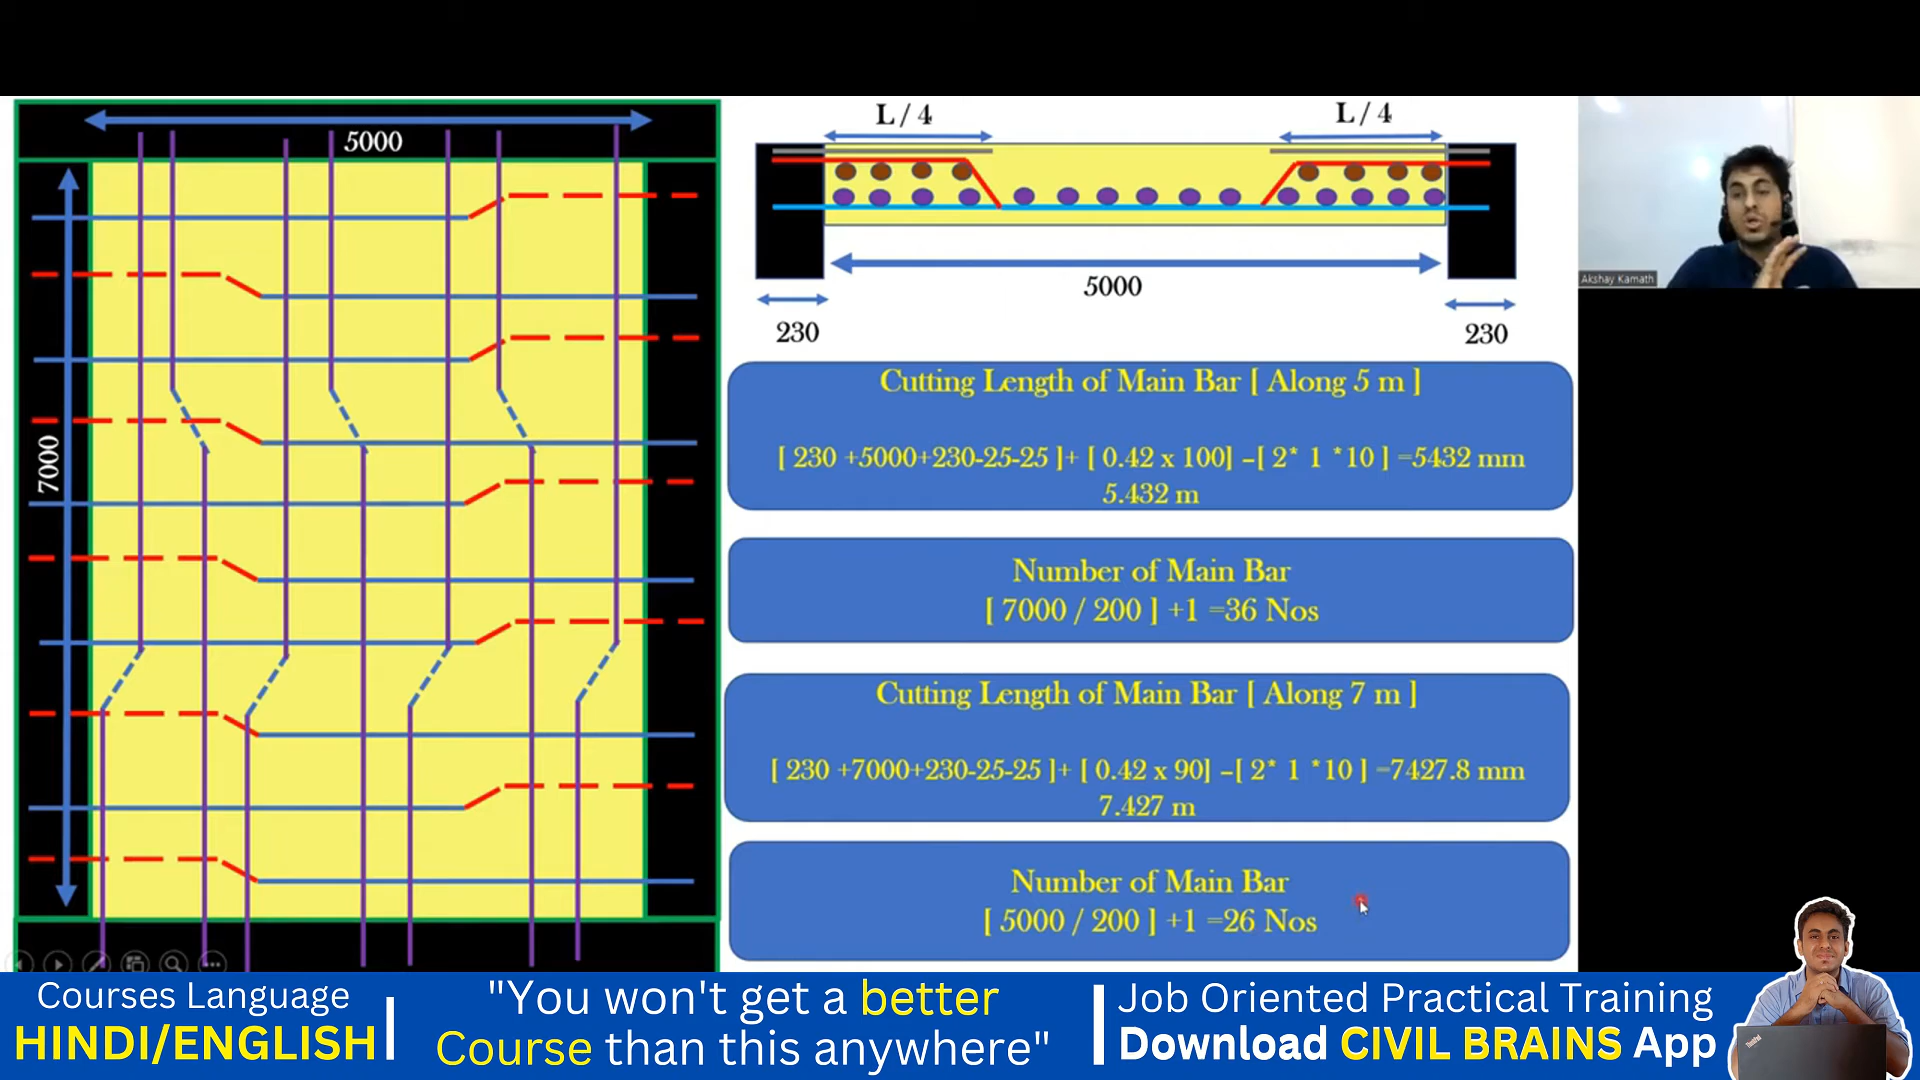 5000
7000
L / 4
L / 4
5000
230
230
Cutting Length of Main Bar [ Along 5 m ]
[ 230 +5000+230-25-25 ]+ [ 0.42 x 100] –[ 2* 1 *10 ] =5432 mm
5.432 m
Number of Main Bar
[ 7000 / 200 ] +1 =36 Nos
Cutting Length of Main Bar [ Along 7 m ]
[ 230 +7000+230-25-25 ]+ [ 0.42 x 90] –[ 2* 1 *10 ] =7427.8 mm
7.427 m
Number of Main Bar
[ 5000 / 200 ] +1 =26 Nos
Akshay Kamath
Courses Language
HINDI/ENGLISH
"You won't get a better
Course than this anywhere"
Job Oriented Practical Training
Download CIVIL BRAINS App
ThinkPad